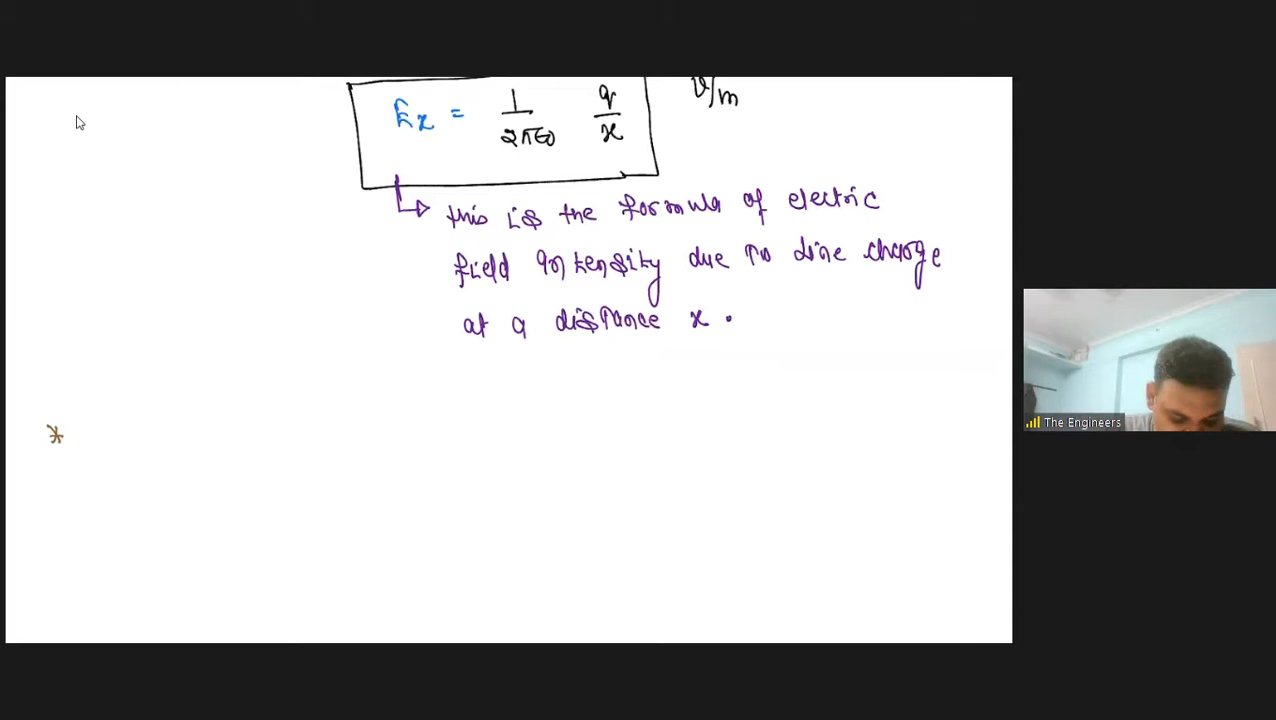 Ex = 1/2πε0 q/x V/m
this is the formula of electric
field intensity due to line charge
at a distance x .
*
The Engineers